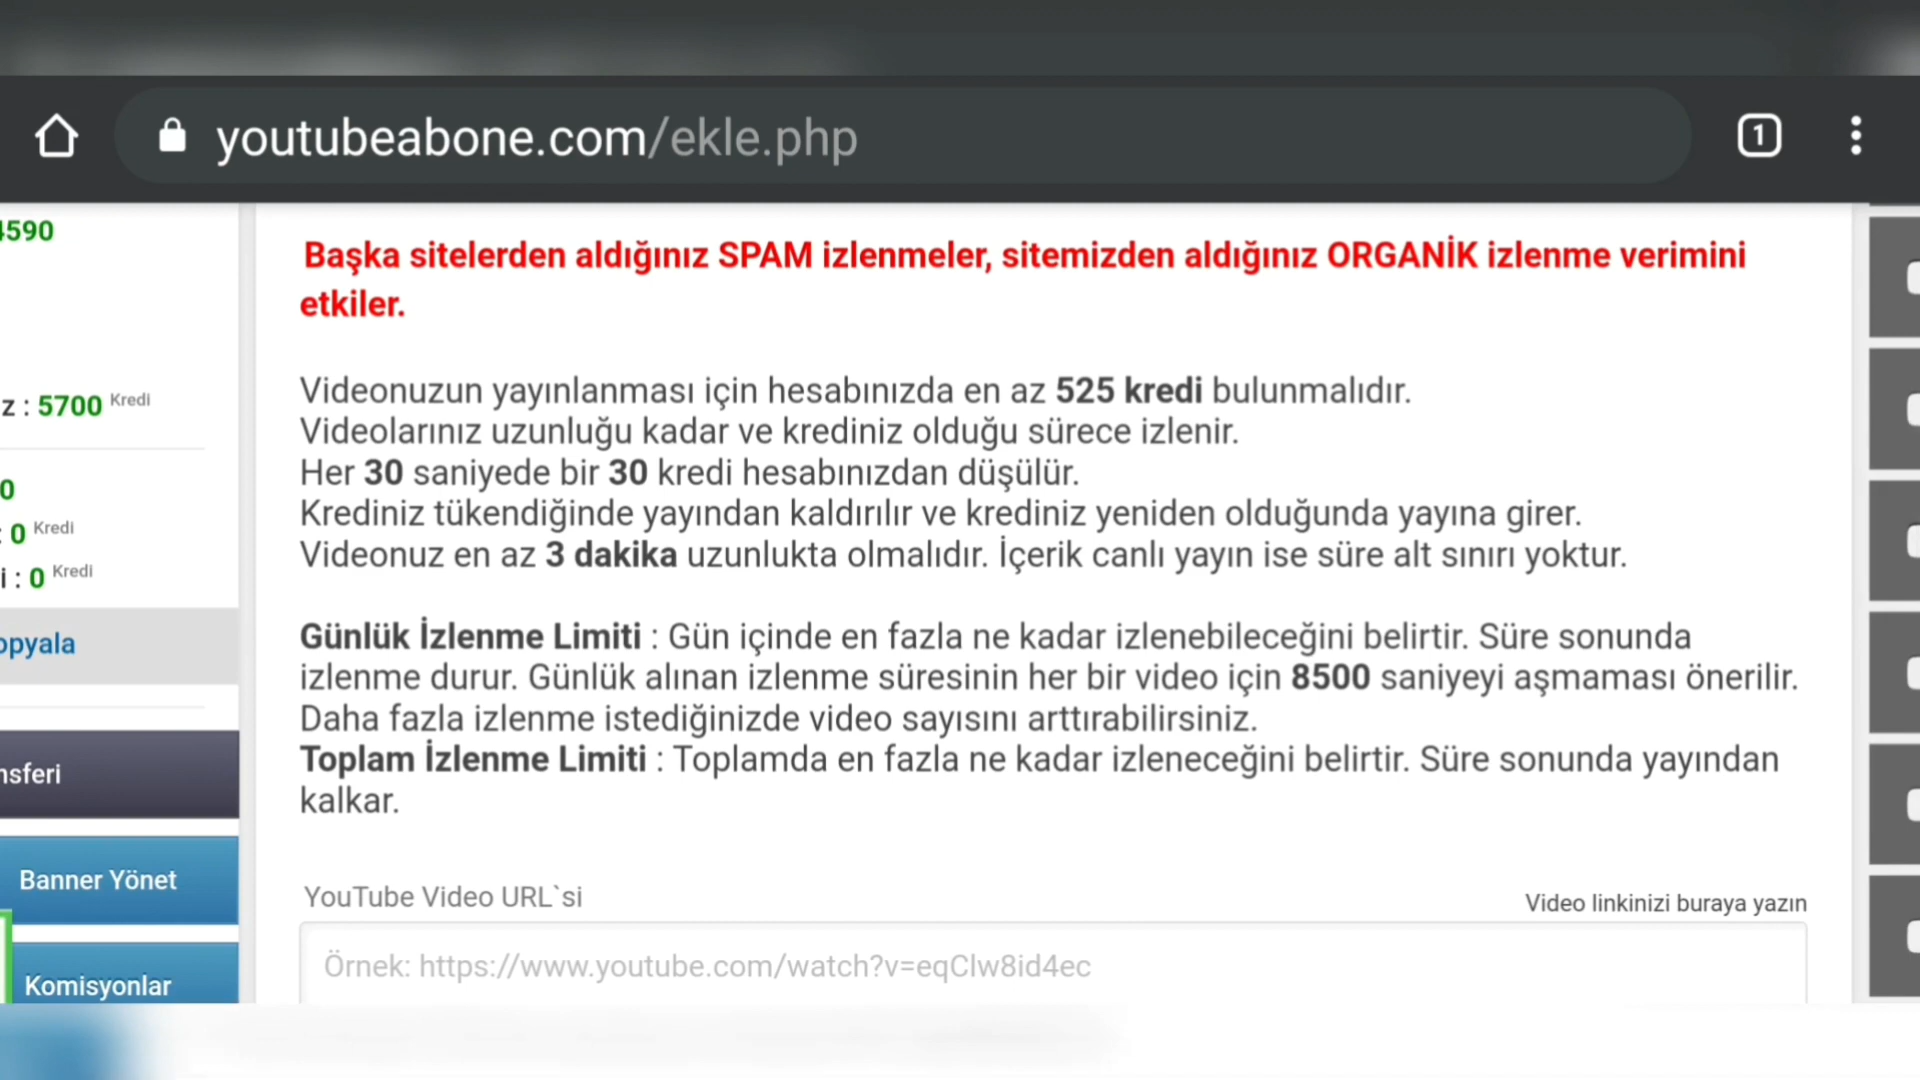 youtubeabone.com/ekle.php
1
4590
z : 5700 Kredi
0
: 0 Kredi
i : 0 Kredi
opyala
nsferi
Banner Yönet
Komisyonlar
Başka sitelerden aldığınız SPAM izlenmeler, sitemizden aldığınız ORGANİK izlenme verimini
etkiler.
Videonuzun yayınlanması için hesabınızda en az 525 kredi bulunmalıdır.
Videolarınız uzunluğu kadar ve krediniz olduğu sürece izlenir.
Her 30 saniyede bir 30 kredi hesabınızdan düşülür.
Krediniz tükendiğinde yayından kaldırılır ve krediniz yeniden olduğunda yayına girer.
Videonuz en az 3 dakika uzunlukta olmalıdır. İçerik canlı yayın ise süre alt sınırı yoktur.
Günlük İzlenme Limiti : Gün içinde en fazla ne kadar izlenebileceğini belirtir. Süre sonunda
izlenme durur. Günlük alınan izlenme süresinin her bir video için 8500 saniyeyi aşmaması önerilir.
Daha fazla izlenme istediğinizde video sayısını arttırabilirsiniz.
Toplam İzlenme Limiti : Toplamda en fazla ne kadar izleneceğini belirtir. Süre sonunda yayından
kalkar.
YouTube Video URL`si
Video linkinizi buraya yazın
Örnek: https://www.youtube.com/watch?v=eqClw8id4ec